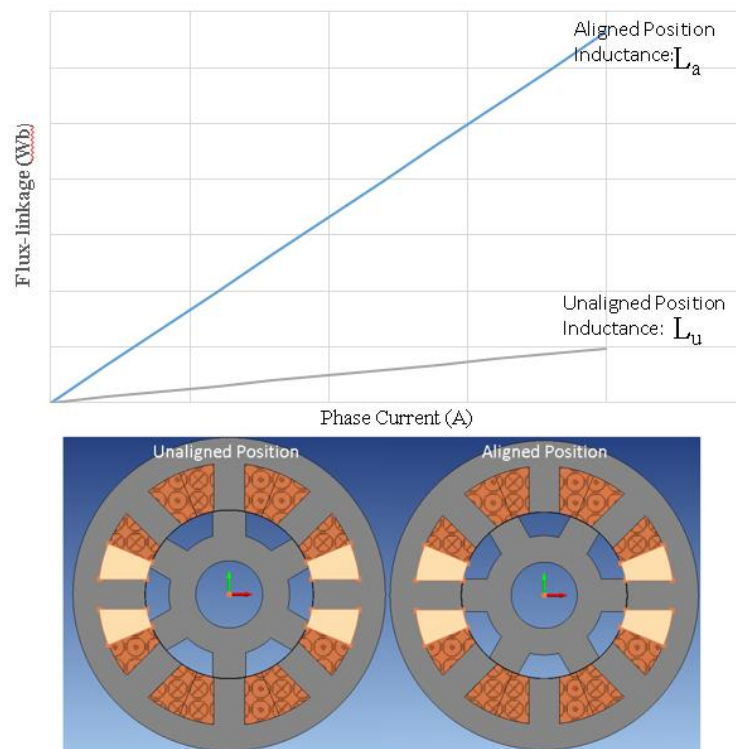 Aligned Position
Inductance: La
Flux-linkage (Wb)
Unaligned Position
Inductance: Lu
Phase Current (A)
Unaligned Position
Aligned Position